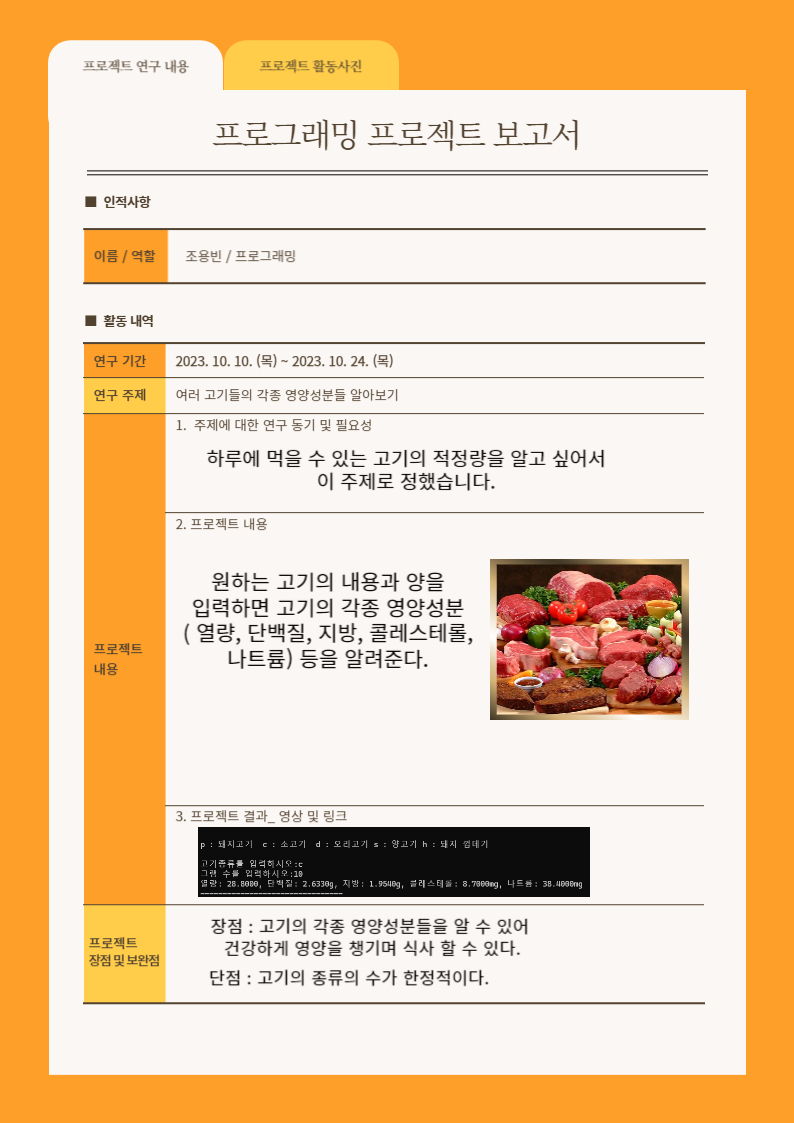 프로젝트 연구 내용
프로젝트 활동사진
프로그래밍 프로젝트 보고서
■ 인적사항
이름 / 역할
조용빈 / 프로그래밍
■ 활동 내역
연구 기간
2023. 10. 10. (목) ~ 2023. 10. 24. (목)
연구 주제
여러 고기들의 각종 영양성분들 알아보기
프로젝트
내용
1. 주제에 대한 연구 동기 및 필요성
하루에 먹을 수 있는 고기의 적정량을 알고 싶어서
이 주제로 정했습니다.
2. 프로젝트 내용
원하는 고기의 내용과 양을
입력하면 고기의 각종 영양성분
( 열량, 단백질, 지방, 콜레스테롤,
나트륨) 등을 알려준다.
3. 프로젝트 결과_ 영상 및 링크
p : 돼지고기 c : 소고기 d : 오리고기 s : 양고기 h : 돼지 껍데기
고기종류를 입력하시오:c
그램 수를 입력하시오:10
열량: 28.8000, 단백질: 2.6330g, 지방: 1.9540g, 콜레스테롤: 8.7000mg, 나트륨: 38.4000mg
프로젝트
장점 및 보완점
장점 : 고기의 각종 영양성분들을 알 수 있어
건강하게 영양을 챙기며 식사 할 수 있다.
단점 : 고기의 종류의 수가 한정적이다.